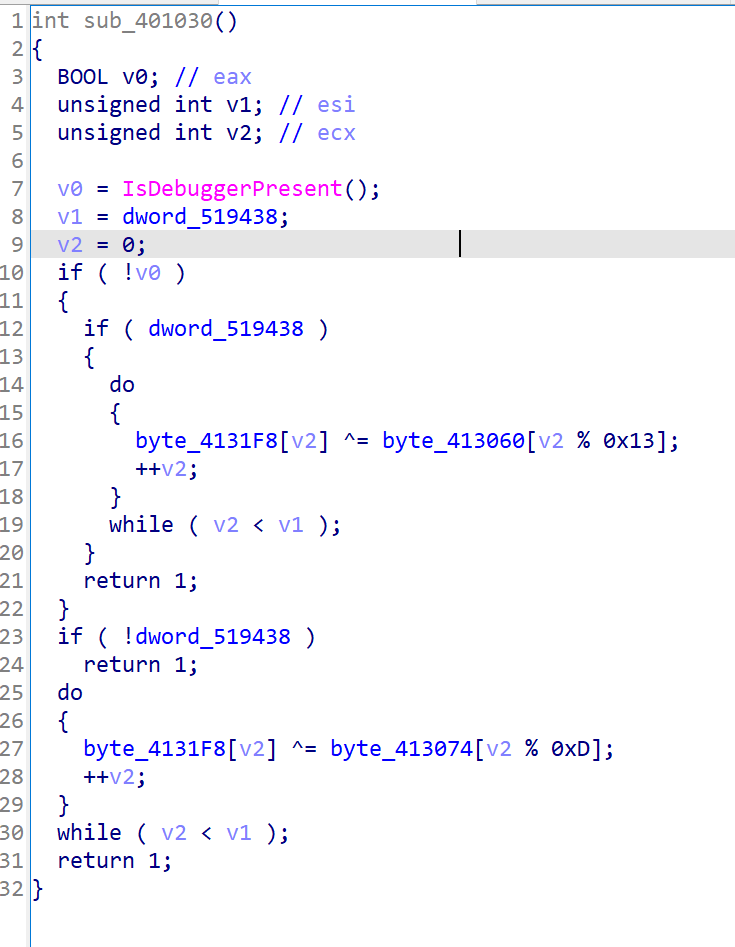 1 int sub_401030()
2 {
3   BOOL v0; // eax
4   unsigned int v1; // esi
5   unsigned int v2; // ecx
6
7   v0 = IsDebuggerPresent();
8   v1 = dword_519438;
9   v2 = 0;
10   if ( !v0 )
11   {
12     if ( dword_519438 )
13     {
14       do
15       {
16         byte_4131F8[v2] ^= byte_413060[v2 % 0x13];
17         ++v2;
18       }
19       while ( v2 < v1 );
20     }
21     return 1;
22   }
23   if ( !dword_519438 )
24     return 1;
25   do
26   {
27     byte_4131F8[v2] ^= byte_413074[v2 % 0xD];
28     ++v2;
29   }
30   while ( v2 < v1 );
31   return 1;
32 }